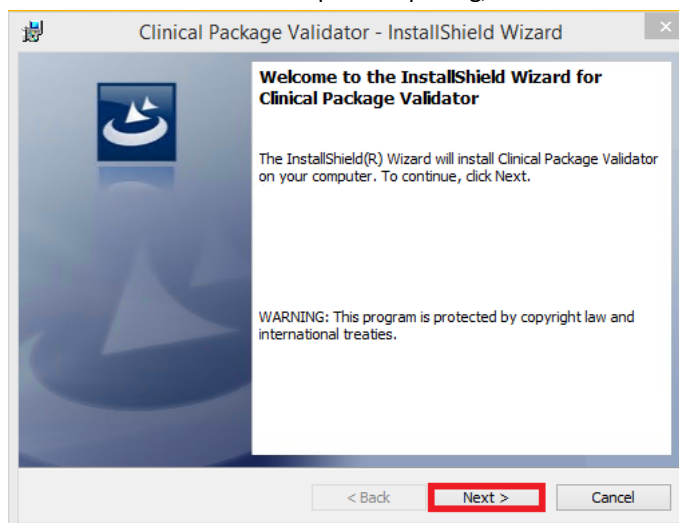 Clinical Package Validator - InstallShield Wizard
Welcome to the InstallShield Wizard for
Clinical Package Validator
The InstallShield(R) Wizard will install Clinical Package Validator
on your computer. To continue, click Next.
WARNING: This program is protected by copyright law and
international treaties.
< Back Next > Cancel